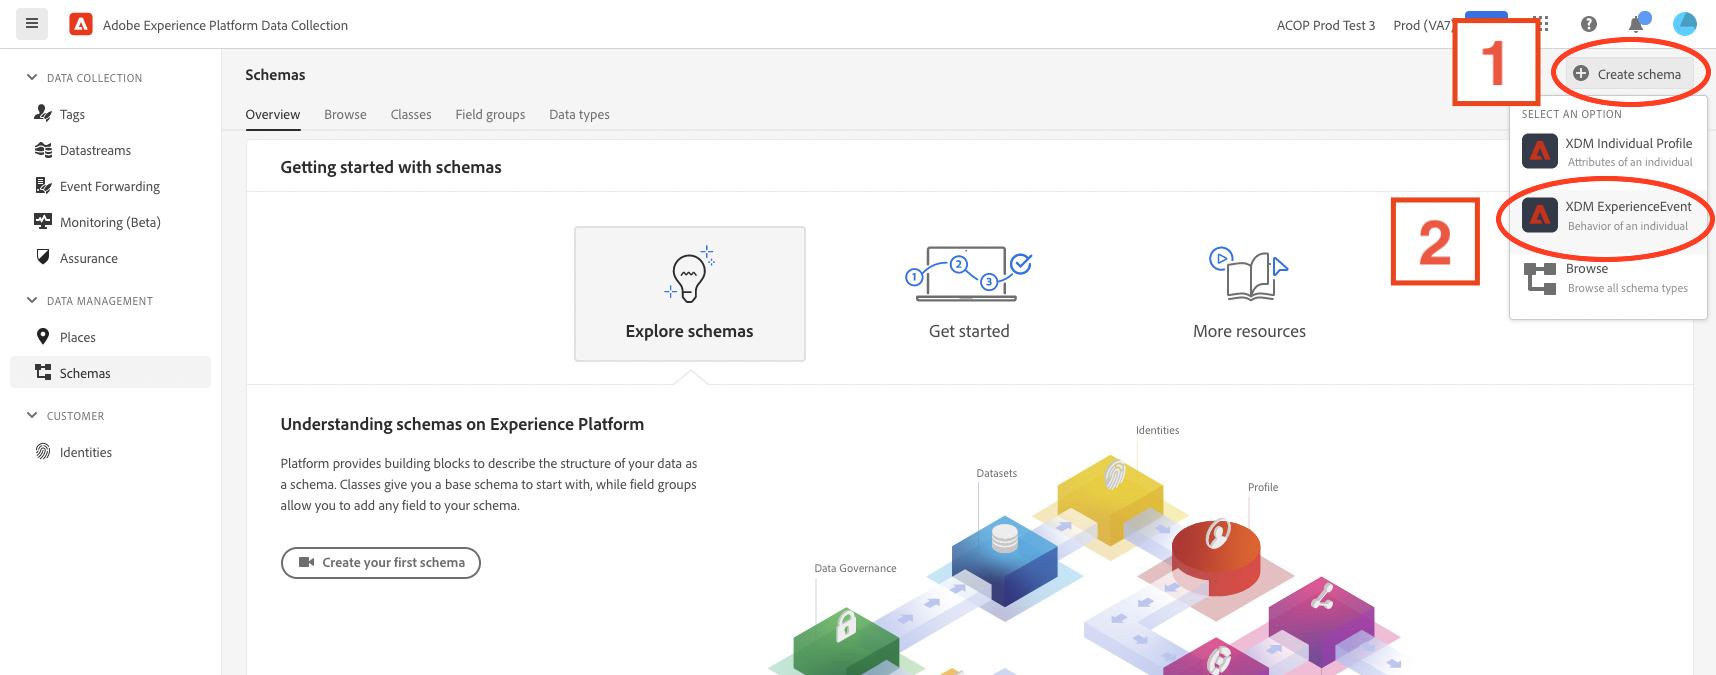 Adobe Experience Platform Data Collection
ACOP Prod Test 3
Prod (VA7)
1
Create schema
DATA COLLECTION
Tags
Datastreams
Event Forwarding
Monitoring (Beta)
Assurance
DATA MANAGEMENT
Places
Schemas
CUSTOMER
Identities
Schemas
Overview
Browse
Classes
Field groups
Data types
SELECT AN OPTION
XDM Individual Profile
Attributes of an individual
2
XDM ExperienceEvent
Behavior of an individual
Browse
Browse all schema types
Getting started with schemas
1
2
3
Explore schemas
Get started
More resources
Understanding schemas on Experience Platform
Platform provides building blocks to describe the structure of your data as
a schema. Classes give you a base schema to start with, while field groups
allow you to add any field to your schema.
Create your first schema
Identities
Datasets
Profile
Data Governance